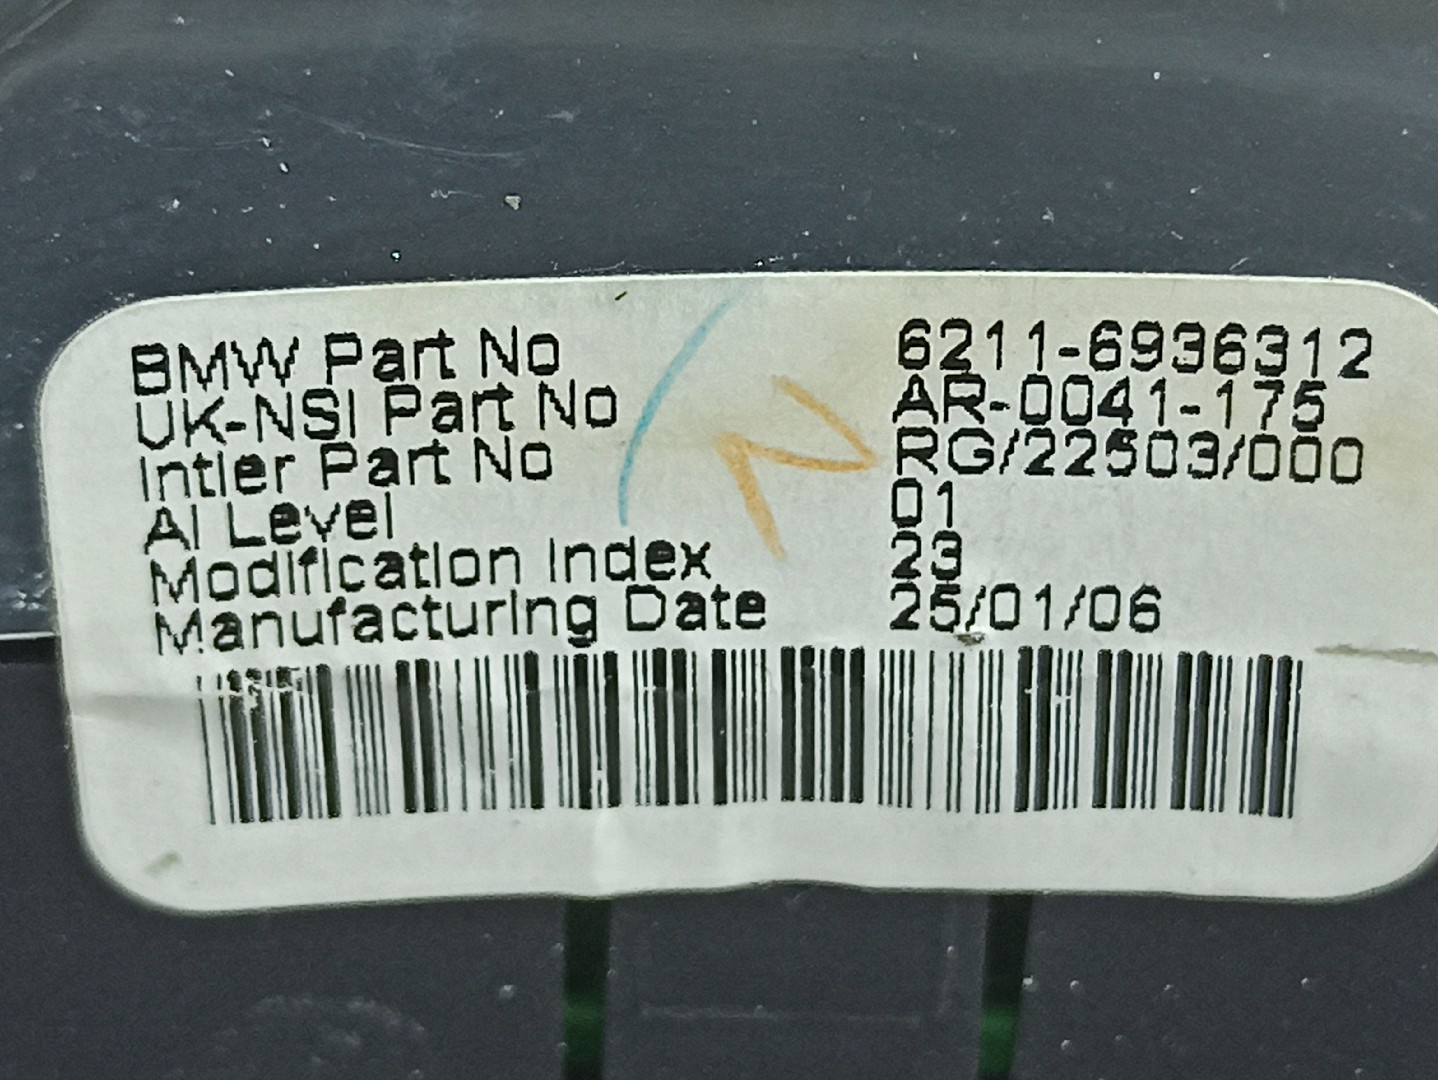 BMW Part No 6211-6936312
UK-NSI Part No AR-0041-175
Intier Part No RG/22503/000
AI Level 01
Modification Index 23
Manufacturing Date 25/01/06